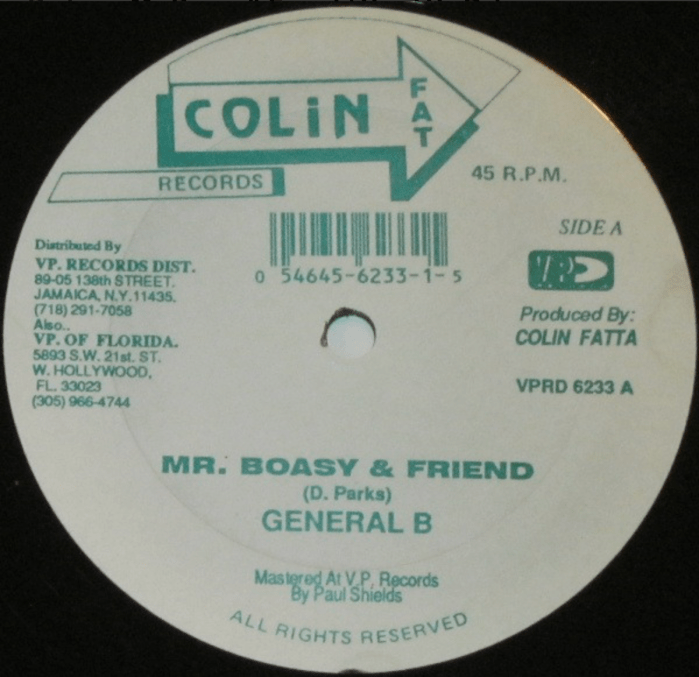 COLiN
FAT
RECORDS
45 R.P.M.
SIDE A
0 54645-6233-1-5
VP
Distributed By
VP. RECORDS DIST.
89-05 138th STREET.
JAMAICA, N.Y.11435.
(718) 291-7058
Also..
VP. OF FLORIDA.
5893 S.W. 21st. ST.
W. HOLLYWOOD,
FL. 33023
(305) 966-4744
Produced By:
COLIN FATTA
VPRD 6233 A
MR. BOASY & FRIEND
(D. Parks)
GENERAL B
Mastered At V.P. Records
By Paul Shields
ALL RIGHTS RESERVED